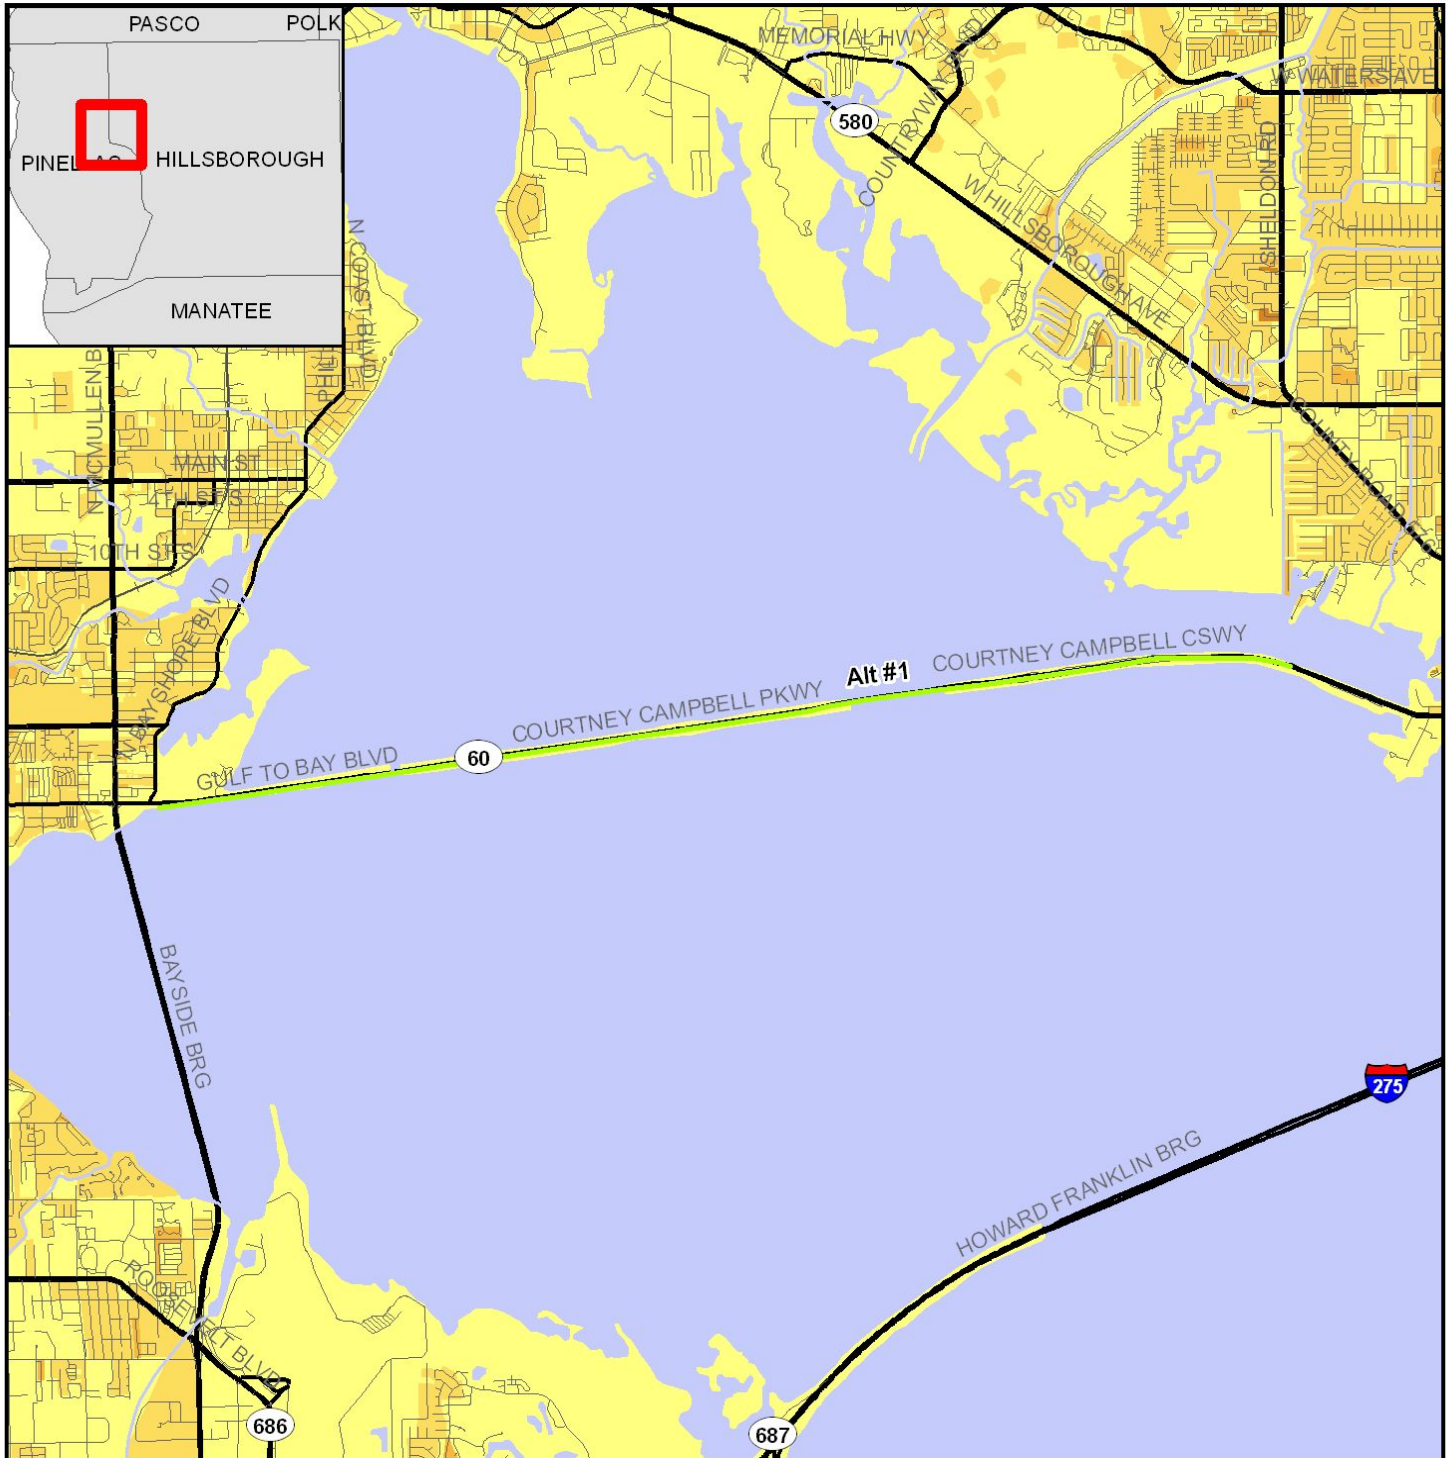 PASCO
POLK
HILLSBOROUGH
MANATEE
MEMORIAL HWY
580
COUNTRYWAY BLVD
W WATERS AVE
SHELDON RD
W HILLSBOROUGH AVE
N BAYSHORE BLVD
MAIN ST
4TH ST S
10TH ST S
COURTNEY CAMPBELL CSWY
Alt #1
COURTNEY CAMPBELL PKWY
60
GULF TO BAY BLVD
BAYSIDE BRG
275
HOWARD FRANKLIN BRG
ROOSEVELT BLVD
686
687